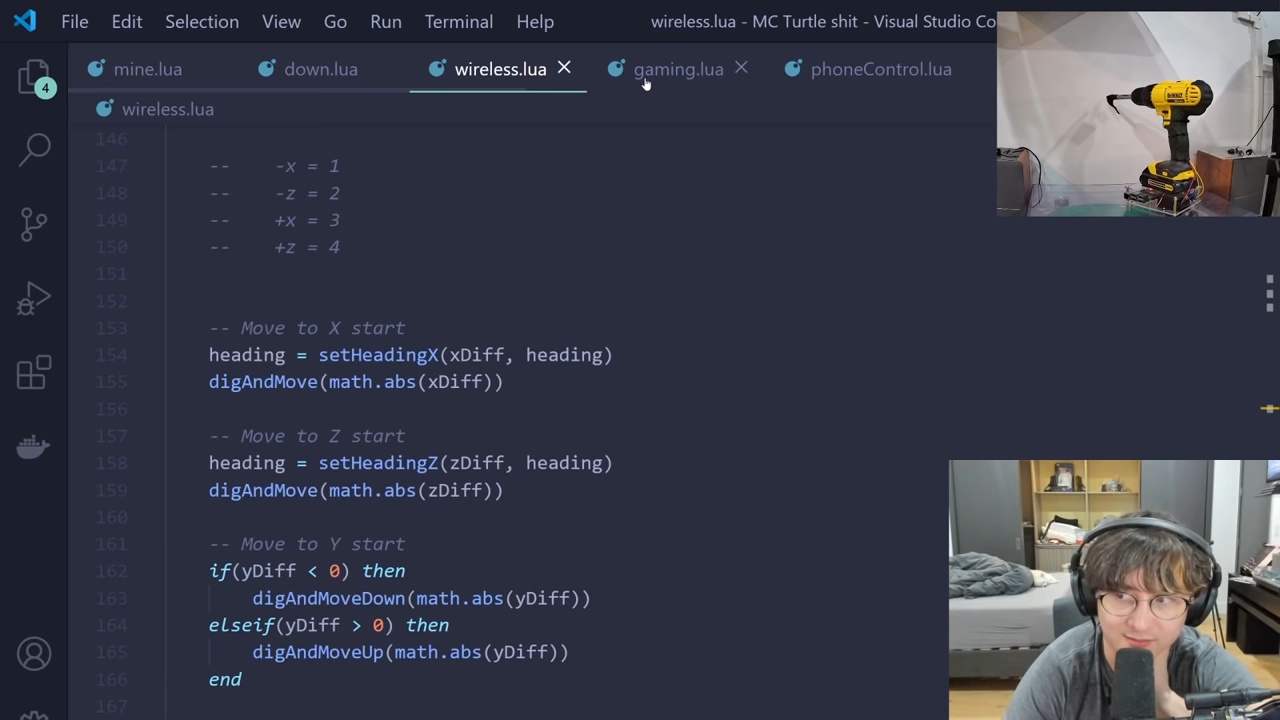 File Edit Selection View Go Run Terminal Help wireless.lua - MC Turtle shit - Visual Studio Co
mine.lua down.lua wireless.lua gaming.lua phoneControl.lua
4
wireless.lua
146
147 -- -x = 1
148 -- -z = 2
149 -- +x = 3
150 -- +z = 4
151
152
153 -- Move to X start
154 heading = setHeadingX(xDiff, heading)
155 digAndMove(math.abs(xDiff))
156
157 -- Move to Z start
158 heading = setHeadingZ(zDiff, heading)
159 digAndMove(math.abs(zDiff))
160
161 -- Move to Y start
162 if(yDiff < 0) then
163 digAndMoveDown(math.abs(yDiff))
164 elseif(yDiff > 0) then
165 digAndMoveUp(math.abs(yDiff))
166 end
167
DEWALT